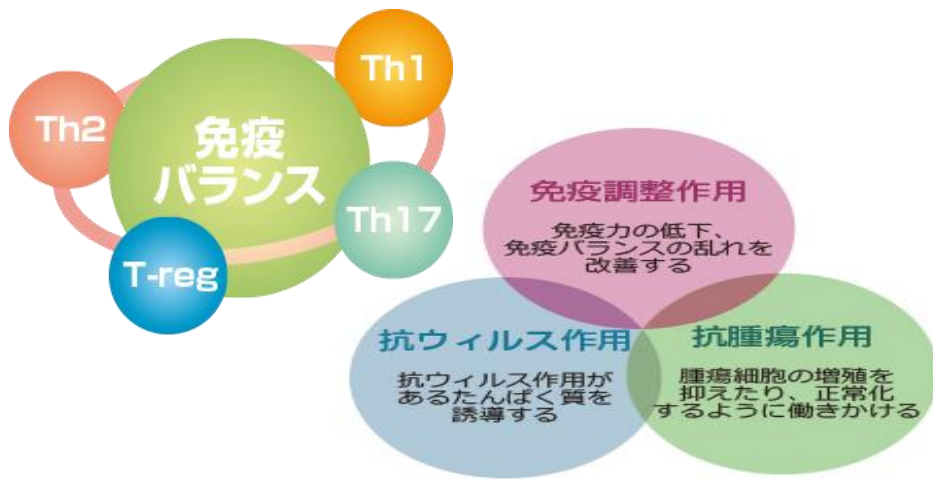 Th1
Th2
免疫
バランス
Th17
T-reg
免疫調整作用
免疫力の低下、
免疫バランスの乱れを
改善する
抗ウィルス作用
抗ウィルス作用が
あるたんぱく質を
誘導する
抗腫瘍作用
腫瘍細胞の増殖を
抑えたり、正常化
するように働きかける